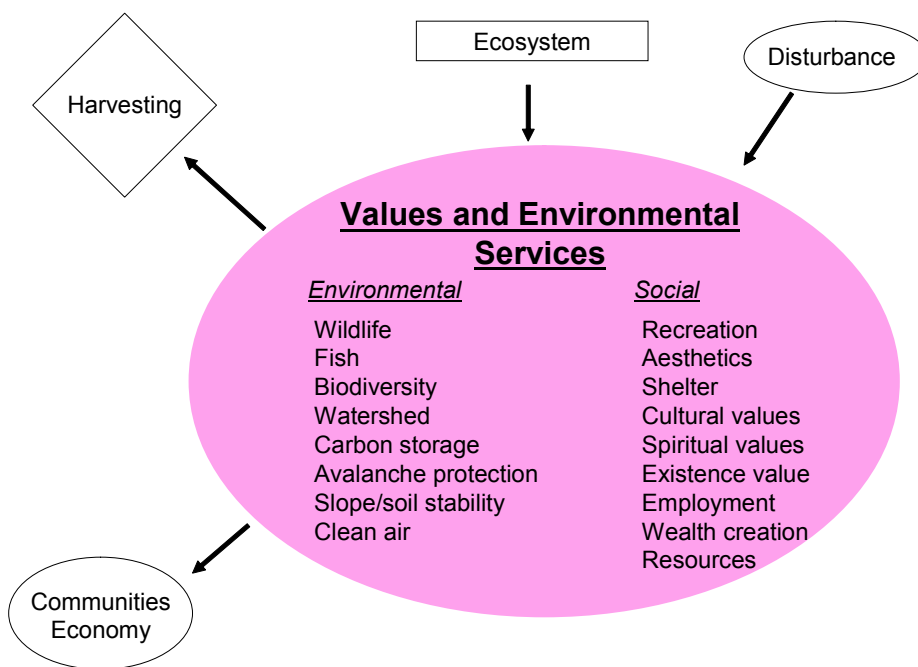 Ecosystem
Disturbance
Harvesting
Values and Environmental
Services
Environmental
Wildlife
Fish
Biodiversity
Watershed
Carbon storage
Avalanche protection
Slope/soil stability
Clean air
Social
Recreation
Aesthetics
Shelter
Cultural values
Spiritual values
Existence value
Employment
Wealth creation
Resources
Communities
Economy